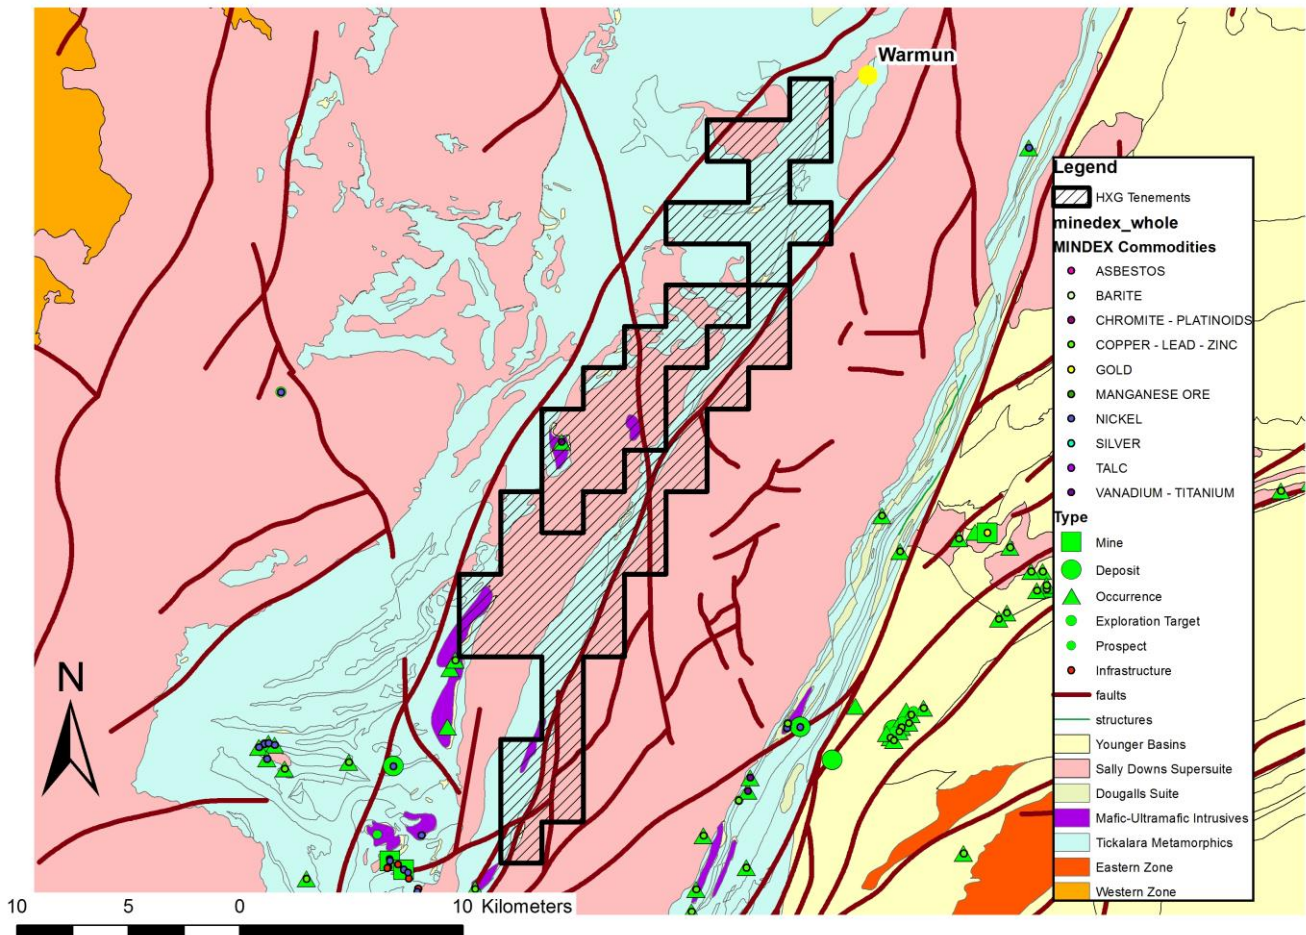 Warmun
Legend
HXG Tenements
minedex_whole
MINDEX Commodities
ASBESTOS
BARITE
CHROMITE - PLATINOIDS
COPPER - LEAD - ZINC
GOLD
MANGANESE ORE
NICKEL
SILVER
TALC
VANADIUM - TITANIUM
Type
Mine
Deposit
Occurrence
Exploration Target
Prospect
Infrastructure
faults
structures
Younger Basins
Sally Downs Supersuite
Dougalls Suite
Mafic-Ultramafic Intrusives
Tickalara Metamorphics
Eastern Zone
Western Zone
N
10 5 0 10 Kilometers